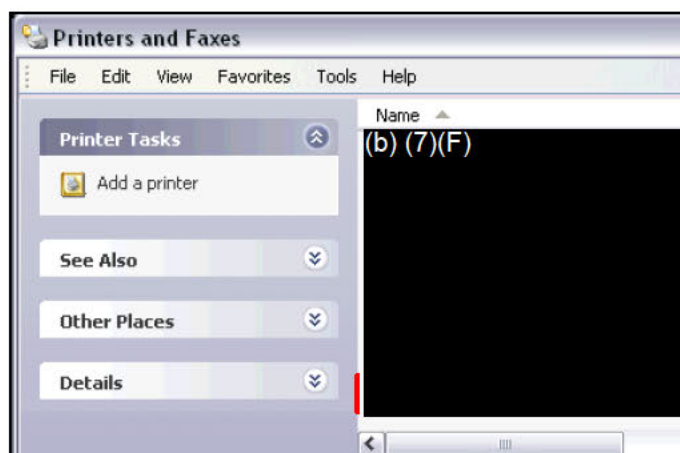 Printers and Faxes
File Edit View Favorites Tools Help
Name
Printer Tasks
(b) (7)(F)
Add a printer
See Also
Other Places
Details